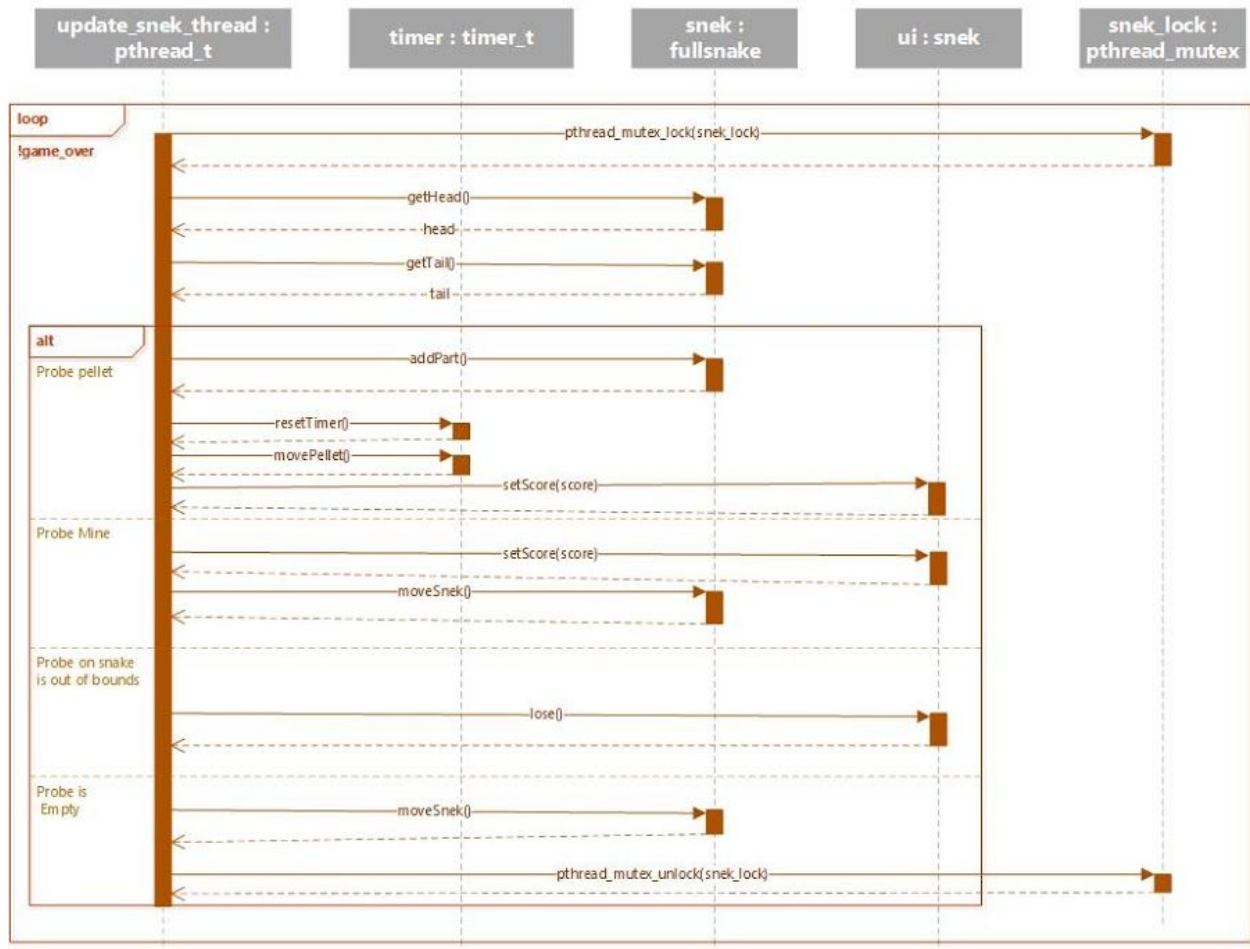 update_snek_thread :
pthread_t
timer : timer_t
snek :
fullsnake
ui : snek
snek_lock :
pthread_mutex
loop
!game_over
pthread_mutex_lock(snek_lock)
getHead()
head
getTail()
tail
alt
Probe pellet
addPart()
resetTimer()
movePellet()
setScore(score)
Probe Mine
setScore(score)
moveSnek()
Probe on snake
is out of bounds
lose()
Probe is
Empty
moveSnek()
pthread_mutex_unlock(snek_lock)